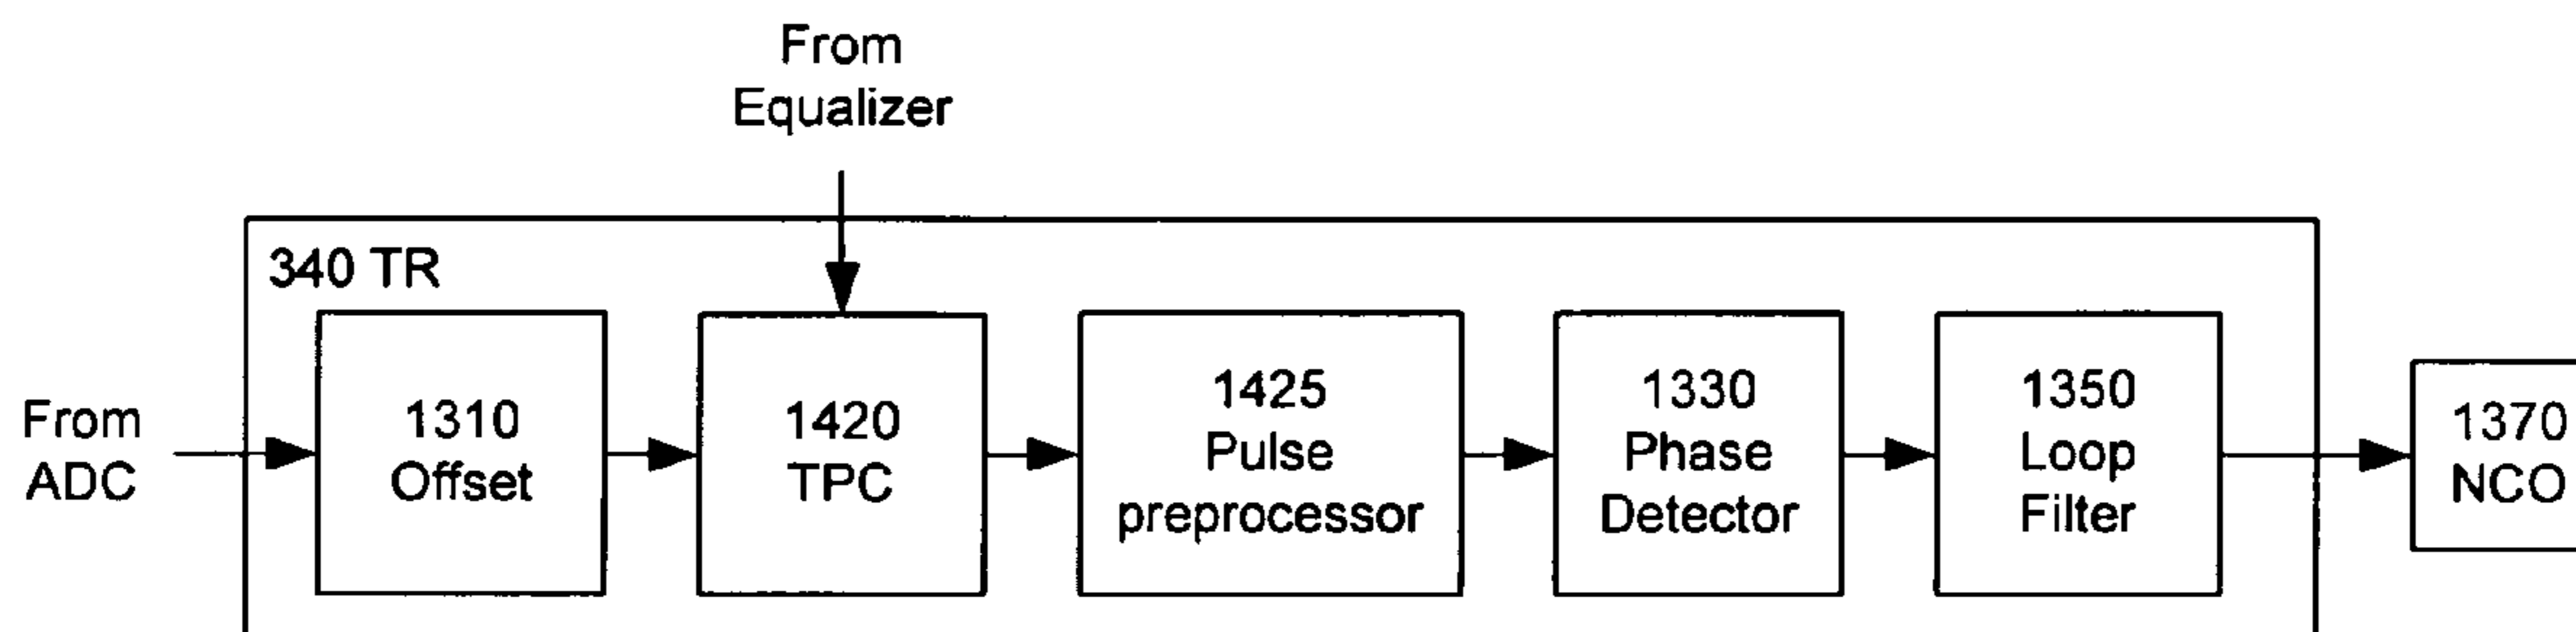 From
Equalizer
340 TR
From
ADC
1310
Offset
1420
TPC
1425
Pulse
preprocessor
1330
Phase
Detector
1350
Loop
Filter
1370
NCO